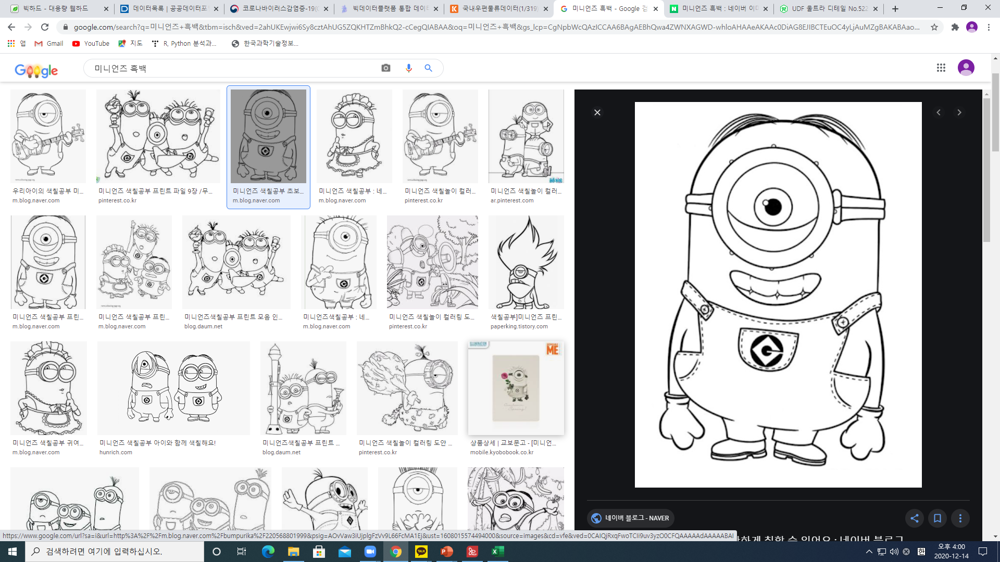 빅하드 - 대용량 웹하드
데이터목록 | 공공데이터포
코로나바이러스감염증-19(
빅데이터플랫폼 통합 데이
국내우편물류데이터(1/319)
미니언즈 흑백 - Google 검
미니언즈 흑백 : 네이버 이
UDF 울트라 디테일 No.522
google.com/search?q=미니언즈+흑백&tbm=isch&ved=2ahUKEwjwi6Sy8cztAhUG5ZQKHTZmBhkQ2-cCegQIABAA&oq=미니언즈+흑백&gs_lcp=CgNpbWcQAzICCAA6BAgAEBhQwa4ZWNXAGWD-whloAHAAeAKAAc0DiAG8EJIBCTEuOC4yLjAuMZgBAKABAao...
앱
Gmail
YouTube
지도
R, Python 분석과...
한국과학기술정보...
Google
미니언즈 흑백
우리아이의 색칠공부 미...
m.blog.naver.com
미니언즈 색칠공부 프린트 파일 9장 /무...
pinterest.co.kr
미니언즈 색칠공부 초보...
m.blog.naver.com
미니언즈 색칠공부 : 네...
m.blog.naver.com
미니언즈 색칠놀이 컬러...
pinterest.co.kr
미니언즈 색칠놀이 컬러...
ar.pinterest.com
미니언즈 색칠공부 프린...
m.blog.naver.com
미니언즈 색칠공부 프린...
m.blog.naver.com
미니언즈색칠공부 프린트 모음 인...
blog.daum.net
미니언즈색칠공부 : 네...
m.blog.naver.com
미니언즈 색칠놀이 컬러링 도...
pinterest.co.kr
색칠공부]미니언즈 프린...
paperking.tistory.com
ILLUMINATION
DESPICABLE
ME
미니언즈 색칠공부 귀여...
m.blog.naver.com
미니언즈 색칠공부 아이와 함께 색칠해요!
hunrich.com
미니언즈색칠공부 프린트 ...
blog.daum.net
미니언즈 색칠놀이 컬러링 도안 ...
pinterest.co.kr
상품상세 | 교보문고 - [미니언...
mobile.kyobobook.co.kr
네이버 블로그 - NAVER
https://www.google.com/url?sa=i&url=http%3A%2F%2Fm.blog.naver.com%2Fbumpurika%2F220568801999&psig=AOvVaw3iUjplgFzVv9L66FcMA1Ej&ust=1608015574494000&source=images&cd=vfe&ved=0CAIQjRxqFwoTCIi9uv3yzO0CFQAAAAAdAAAAABAI
하게 칠할 수 있어요 : 네이버 블로그
검색하려면 여기에 입력하십시오.
TALK
한
오후 4:00
2020-12-14